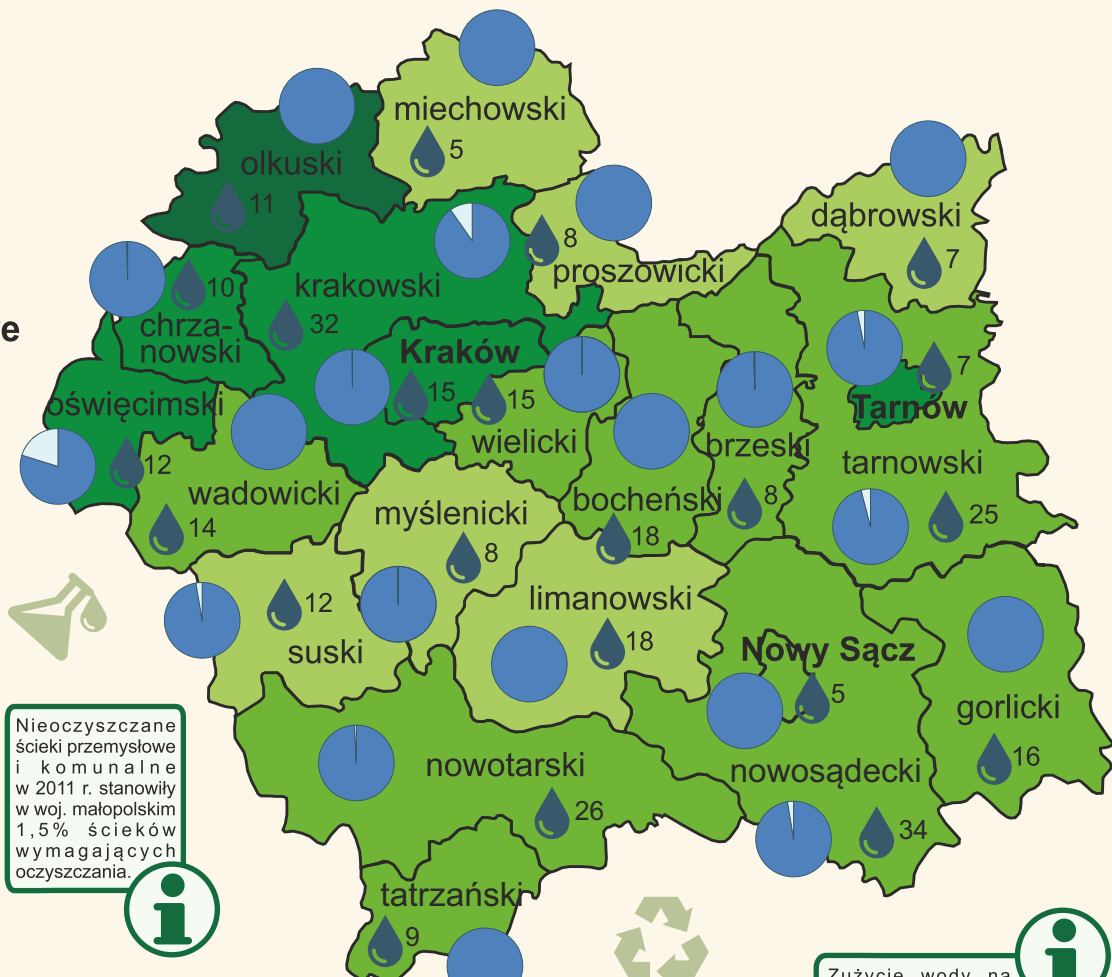 miechowski
5
olkuski
11
dąbrowski
7
8
proszowicki
krakowski
32
10
chrza-
nowski
e
Kraków
15
15
7
Tarnów
oświęcimski
12
wielicki
brzeski
8
tarnowski
25
wadowicki
14
bocheński
18
myślenicki
8
limanowski
18
12
suski
Nowy Sącz
5
gorlicki
16
nowotarski
26
nowosądecki
34
tatrzański
9
Nieoczyszczane
ścieki przemysłowe
i komunalne
w 2011 r. stanowiły
w woj. małopolskim
1,5% ścieków
wymagających
oczyszczania.
i
i
Zużycie wody na